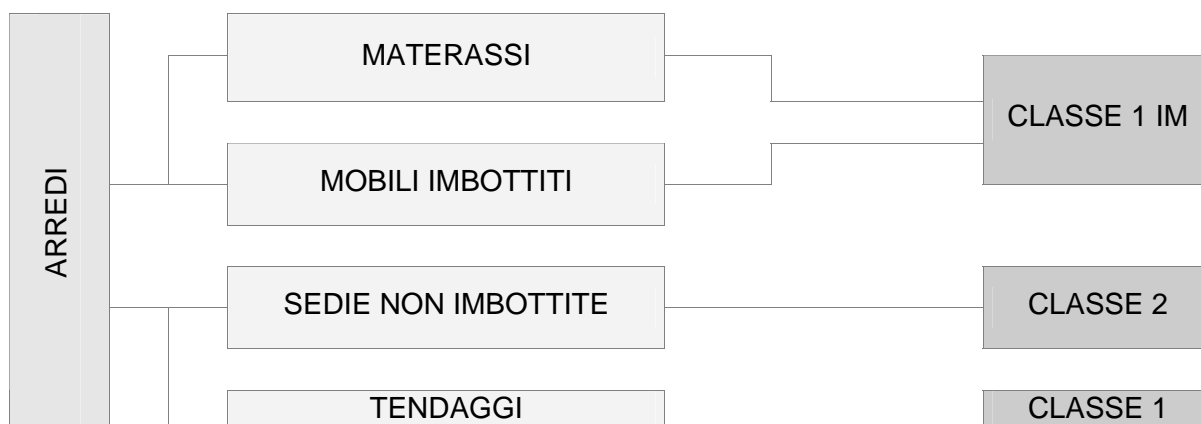 ARREDI
MATERASSI
CLASSE 1 IM
MOBILI IMBOTTITI
SEDIE NON IMBOTTITE
CLASSE 2
TENDAGGI
CLASSE 1